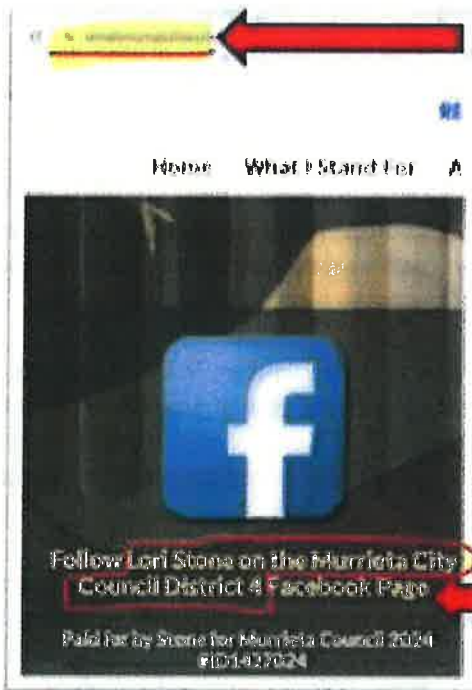 Home What I Stand For A
f
Follow Lori Stone on the Murrieta City
Council District 4 Facebook Page
Paid for by Stone for Murrieta Council 2024